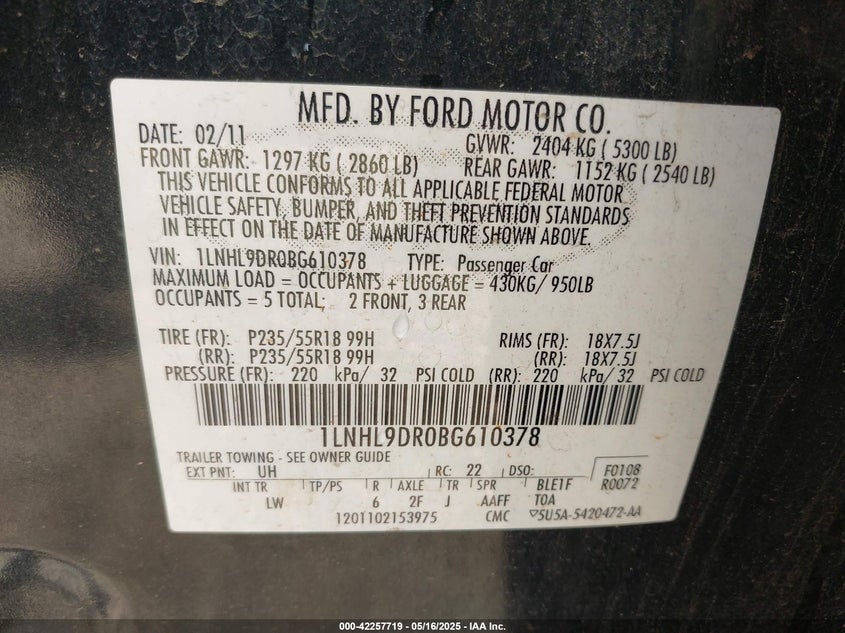 MFD. BY FORD MOTOR CO.
DATE: 02/11 GVWR: 2404 KG ( 5300 LB)
FRONT GAWR: 1297 KG ( 2860 LB) REAR GAWR: 1152 KG ( 2540 LB)
THIS VEHICLE CONFORMS TO ALL APPLICABLE FEDERAL MOTOR
VEHICLE SAFETY, BUMPER, AND THEFT PREVENTION STANDARDS
IN EFFECT ON THE DATE OF MANUFACTURE SHOWN ABOVE.
VIN: 1LNHL9DR0BG610378 TYPE: Passenger Car
MAXIMUM LOAD = OCCUPANTS + LUGGAGE = 430KG/ 950LB
OCCUPANTS = 5 TOTAL; 2 FRONT, 3 REAR
TIRE (FR): P235/55R18 99H RIMS (FR): 18X7.5J
(RR): P235/55R18 99H (RR): 18X7.5J
PRESSURE (FR): 220 kPa/ 32 PSI COLD (RR): 220 kPa/ 32 PSI COLD
1LNHL9DR0BG610378
TRAILER TOWING - SEE OWNER GUIDE
EXT PNT: UH RC: 22 DSO: F0108
INT TR TP/PS R AXLE TR SPR BLE1F R0072
LW 6 2F J AAFF TOA
1201102153975 CMC ▽5U5A-5420472-AA
000-42257719 - 05/16/2025 - IAA Inc.